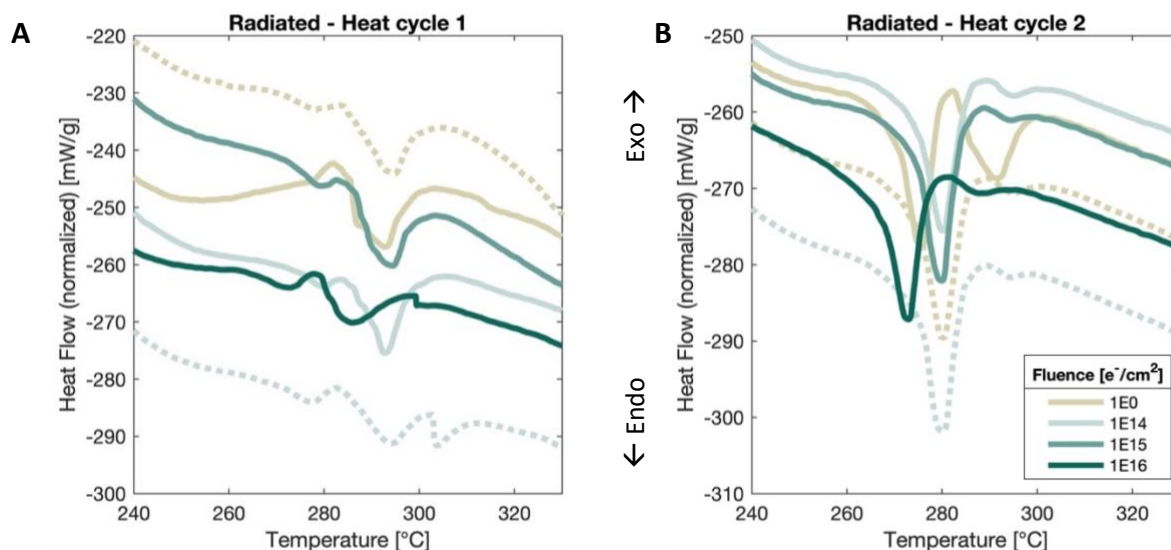 A
Radiated - Heat cycle 1
-220
-230
-240
-250
-260
-270
-280
-290
-300
240
260
280
300
320
Heat Flow (normalized) [mW/g]
Temperature [°C]
Exo →
← Endo
B
Radiated - Heat cycle 2
-250
-260
-270
-280
-290
-300
-310
240
260
280
300
320
Heat Flow (normalized) [mW/g]
Temperature [°C]
Fluence [e⁻/cm²]
1E0
1E14
1E15
1E16